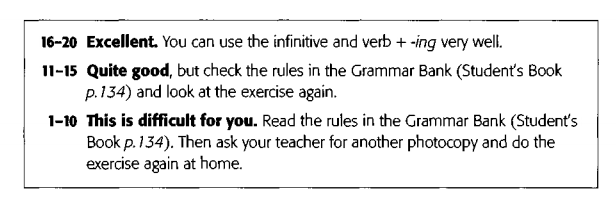 16–20 Excellent. You can use the infinitive and verb + -ing very well.
11–15 Quite good, but check the rules in the Grammar Bank (Student's Book
p.134) and look at the exercise again.
1–10 This is difficult for you. Read the rules in the Grammar Bank (Student's
Book p.134). Then ask your teacher for another photocopy and do the
exercise again at home.